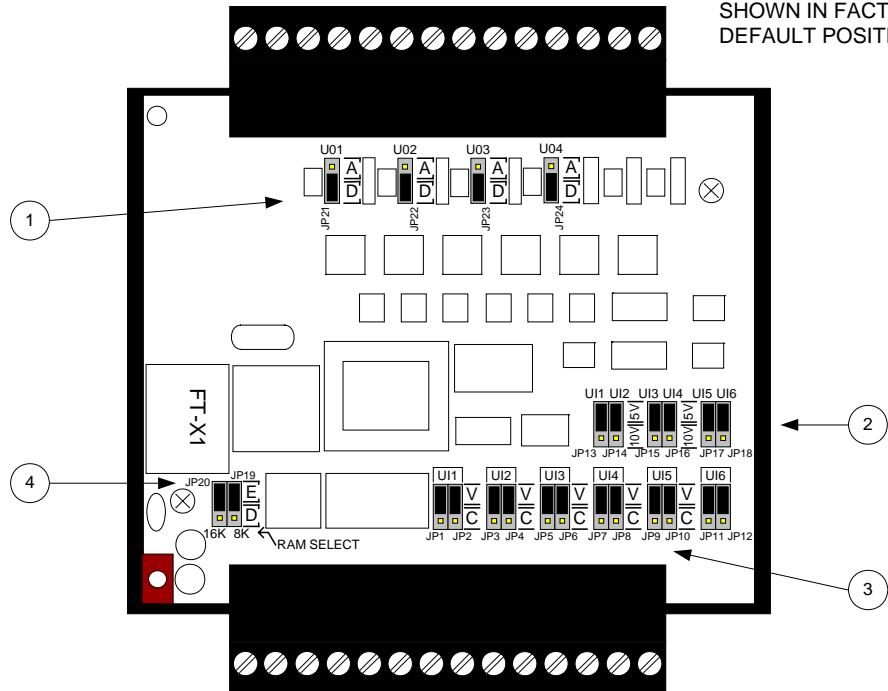 SHOWN IN FACT
DEFAULT POSIT
U01 U02 U03 U04
A A A A
D D D D
JP21 JP22 JP23 JP24
1
FT-X1
UI1 UI2 UI3 UI4 UI5 UI6
5V 5V
10V 10V
JP13 JP14 JP15 JP16 JP17 JP18
2
4
JP20 JP19
E
D
16K 8K
RAM SELECT
UI1 UI2 UI3 UI4 UI5 UI6
V V V V V
C C C C C
JP1 JP2 JP3 JP4 JP5 JP6 JP7 JP8 JP9 JP10 JP11 JP12
3